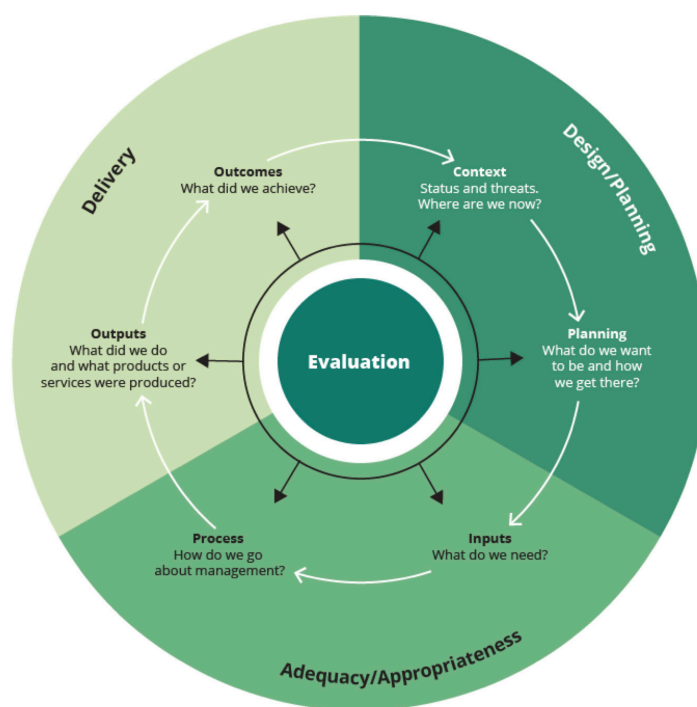 Delivery
Design/Planning
Outcomes
What did we achieve?
Context
Status and threats.
Where are we now?
Outputs
What did we do
and what products or
services were produced?
Evaluation
Planning
What do we want
to be and how
we get there?
Process
How do we go
about management?
Inputs
What do we need?
Adequacy/Appropriateness